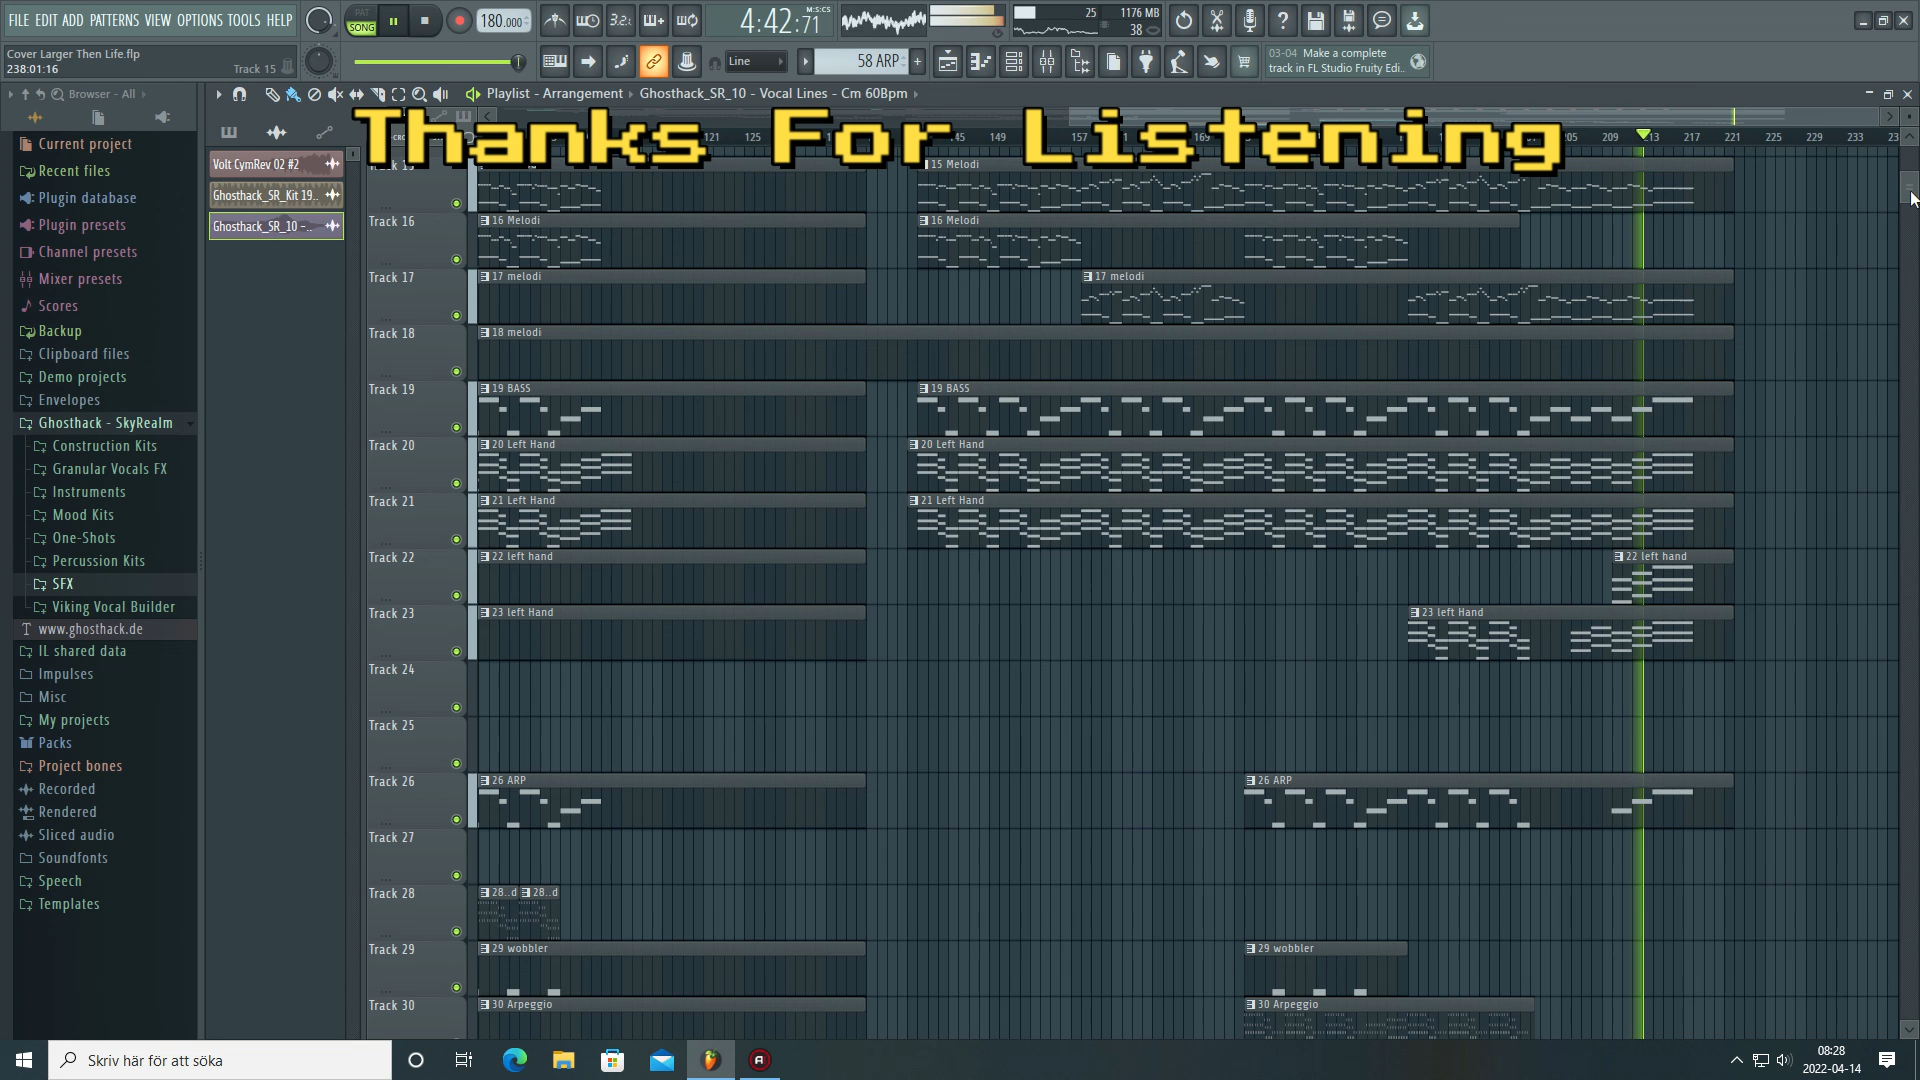 FILE EDIT ADD PATTERNS VIEW OPTIONS TOOLS HELP
PAT
SONG
180.000
3.2.
4:42:71
M:S:CS
25
1176 MB
38
Cover Larger Then Life.flp
238:01:16
Track 15
Line
58 ARP
03-04 Make a complete
track in FL Studio Fruity Edi..
Browser - All
Playlist - Arrangement › Ghosthack_SR_10 - Vocal Lines - Cm 60Bpm
Thanks For Listening
121 125 145 149 157 209 13 217 221 225 229 233
Current project
Recent files
Plugin database
Plugin presets
Channel presets
Mixer presets
Scores
Backup
Clipboard files
Demo projects
Envelopes
Ghosthack - SkyRealm
Construction Kits
Granular Vocals FX
Instruments
Mood Kits
One-Shots
Percussion Kits
SFX
Viking Vocal Builder
www.ghosthack.de
IL shared data
Impulses
Misc
My projects
Packs
Project bones
Recorded
Rendered
Sliced audio
Soundfonts
Speech
Templates
Volt CymRev 02 #2
Ghosthack_SR_Kit 19..
Ghosthack_SR_10 -..
15 Melodi
Track 16
16 Melodi
16 Melodi
Track 17
17 melodi
17 melodi
Track 18
18 melodi
Track 19
19 BASS
19 BASS
Track 20
20 Left Hand
20 Left Hand
Track 21
21 Left Hand
21 Left Hand
Track 22
22 left hand
22 left hand
Track 23
23 left Hand
23 left Hand
Track 24
Track 25
Track 26
26 ARP
26 ARP
Track 27
Track 28
28..d
28..d
Track 29
29 wobbler
29 wobbler
Track 30
30 Arpeggio
30 Arpeggio
Skriv här för att söka
08:28
2022-04-14